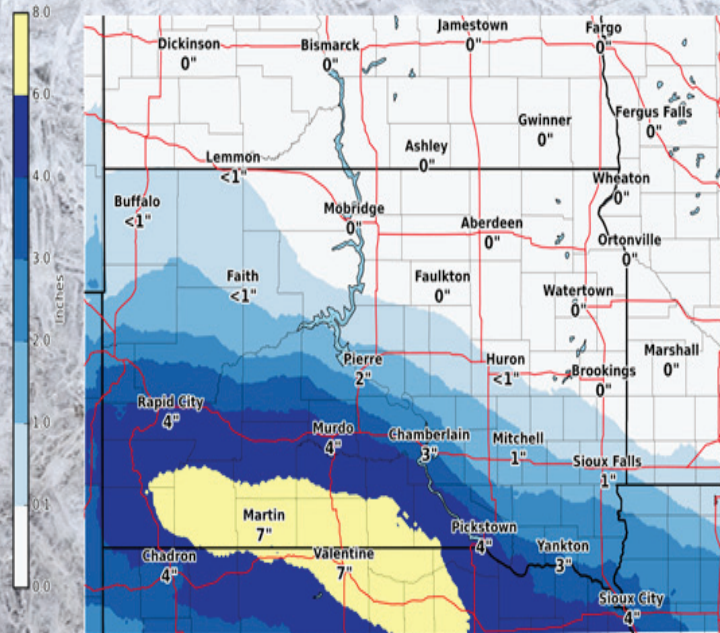 8.0
6.0
4.0
3.0
2.0
1.0
0.1
0.0
Inches
Dickinson
0"
Bismarck
0"
Jamestown
0"
Fargo
0"
Gwinner
0"
Fergus Falls
0"
Ashley
0"
Lemmon
<1"
Wheaton
0"
Buffalo
<1"
Mobridge
0"
Aberdeen
0"
Ortonville
0"
Faith
<1"
Faulkton
0"
Watertown
0"
Pierre
2"
Huron
<1"
Marshall
0"
Brookings
0"
Rapid City
4"
Murdo
4"
Chamberlain
3"
Mitchell
1"
Sioux Falls
1"
Martin
7"
Pickstown
4"
Chadron
4"
Valentine
7"
Yankton
3"
Sioux City
4"